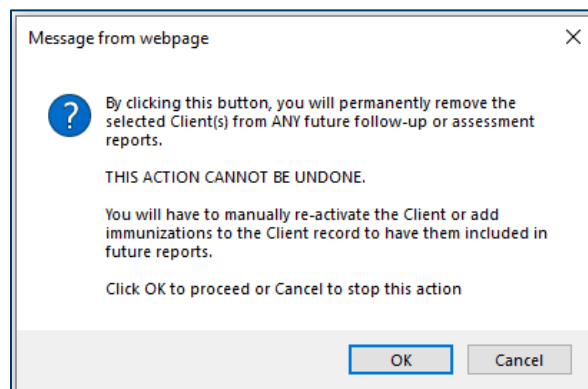 Message from webpage
By clicking this button, you will permanently remove the
selected Client(s) from ANY future follow-up or assessment
reports.
THIS ACTION CANNOT BE UNDONE.
You will have to manually re-activate the Client or add
immunizations to the Client record to have them included in
future reports.
Click OK to proceed or Cancel to stop this action
OK
Cancel